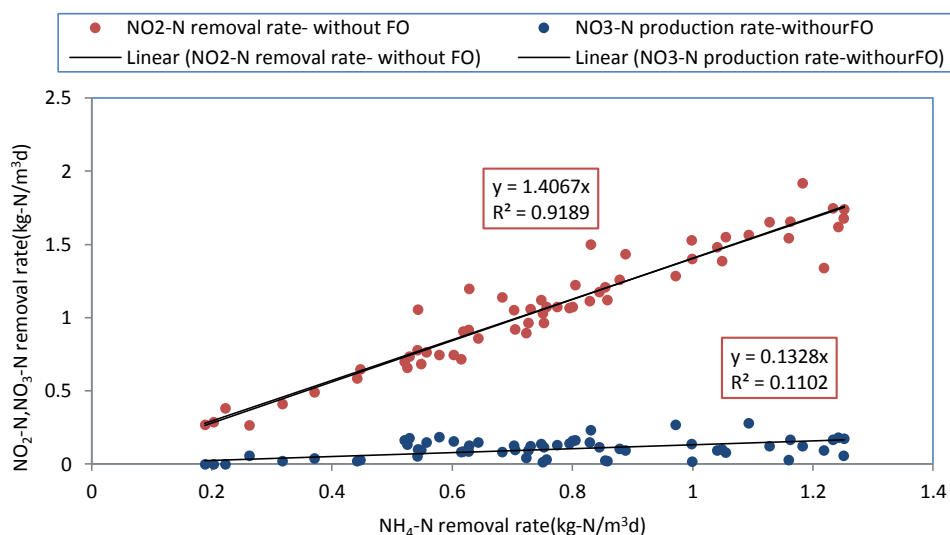 NO2-N removal rate- without FO
NO3-N production rate-withourFO
Linear (NO2-N removal rate- without FO)
Linear (NO3-N production rate-withourFO)
2.5
2
1.5
1
0.5
0
NO₂-N,NO₃-N removal rate(kg-N/m³d)
y = 1.4067x
R² = 0.9189
y = 0.1328x
R² = 0.1102
0 0.2 0.4 0.6 0.8 1 1.2 1.4
NH₄-N removal rate(kg-N/m³d)